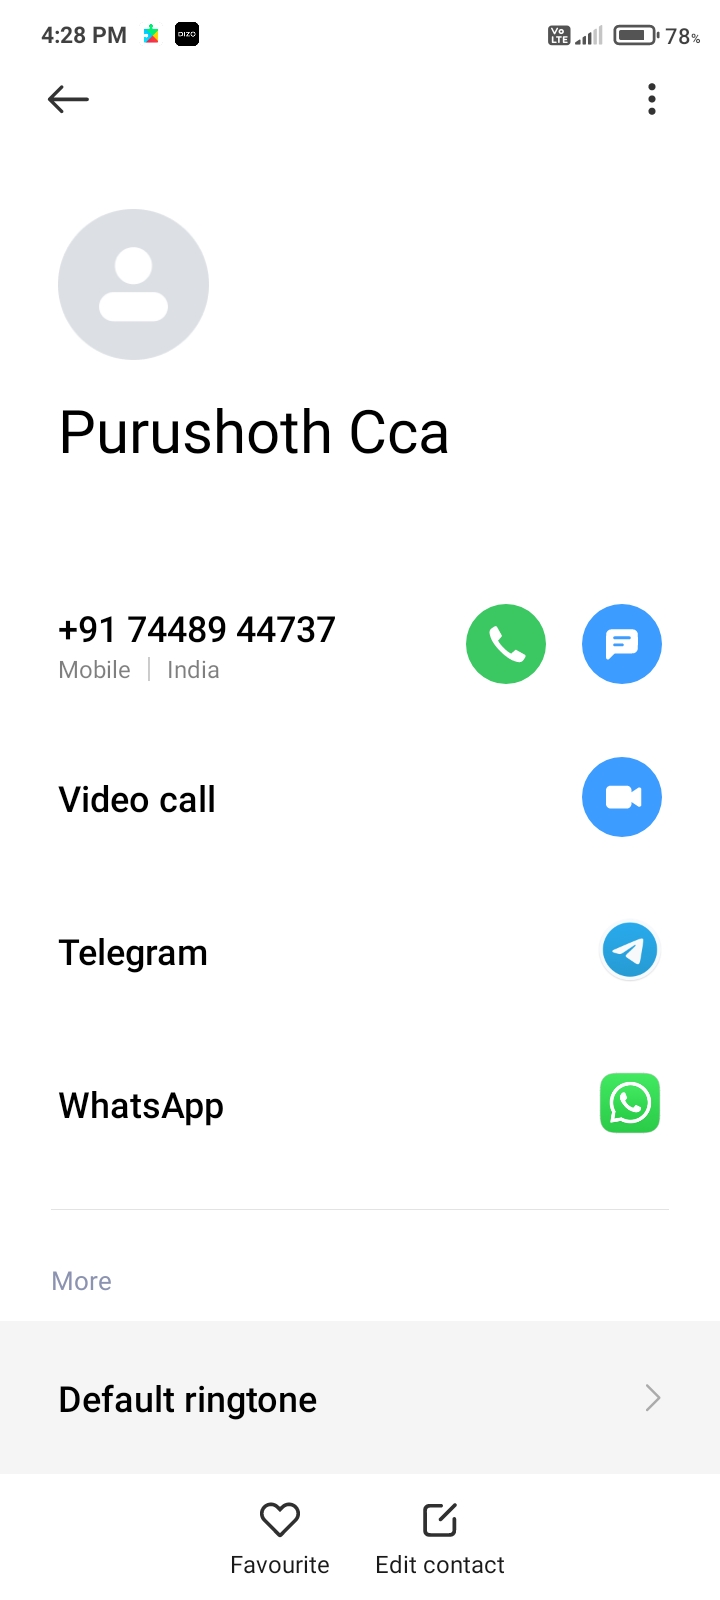 4:28 PM DIZO Vo LTE 78%
Purushoth Cca
+91 74489 44737
Mobile | India
Video call
Telegram
WhatsApp
More
Default ringtone
Favourite Edit contact